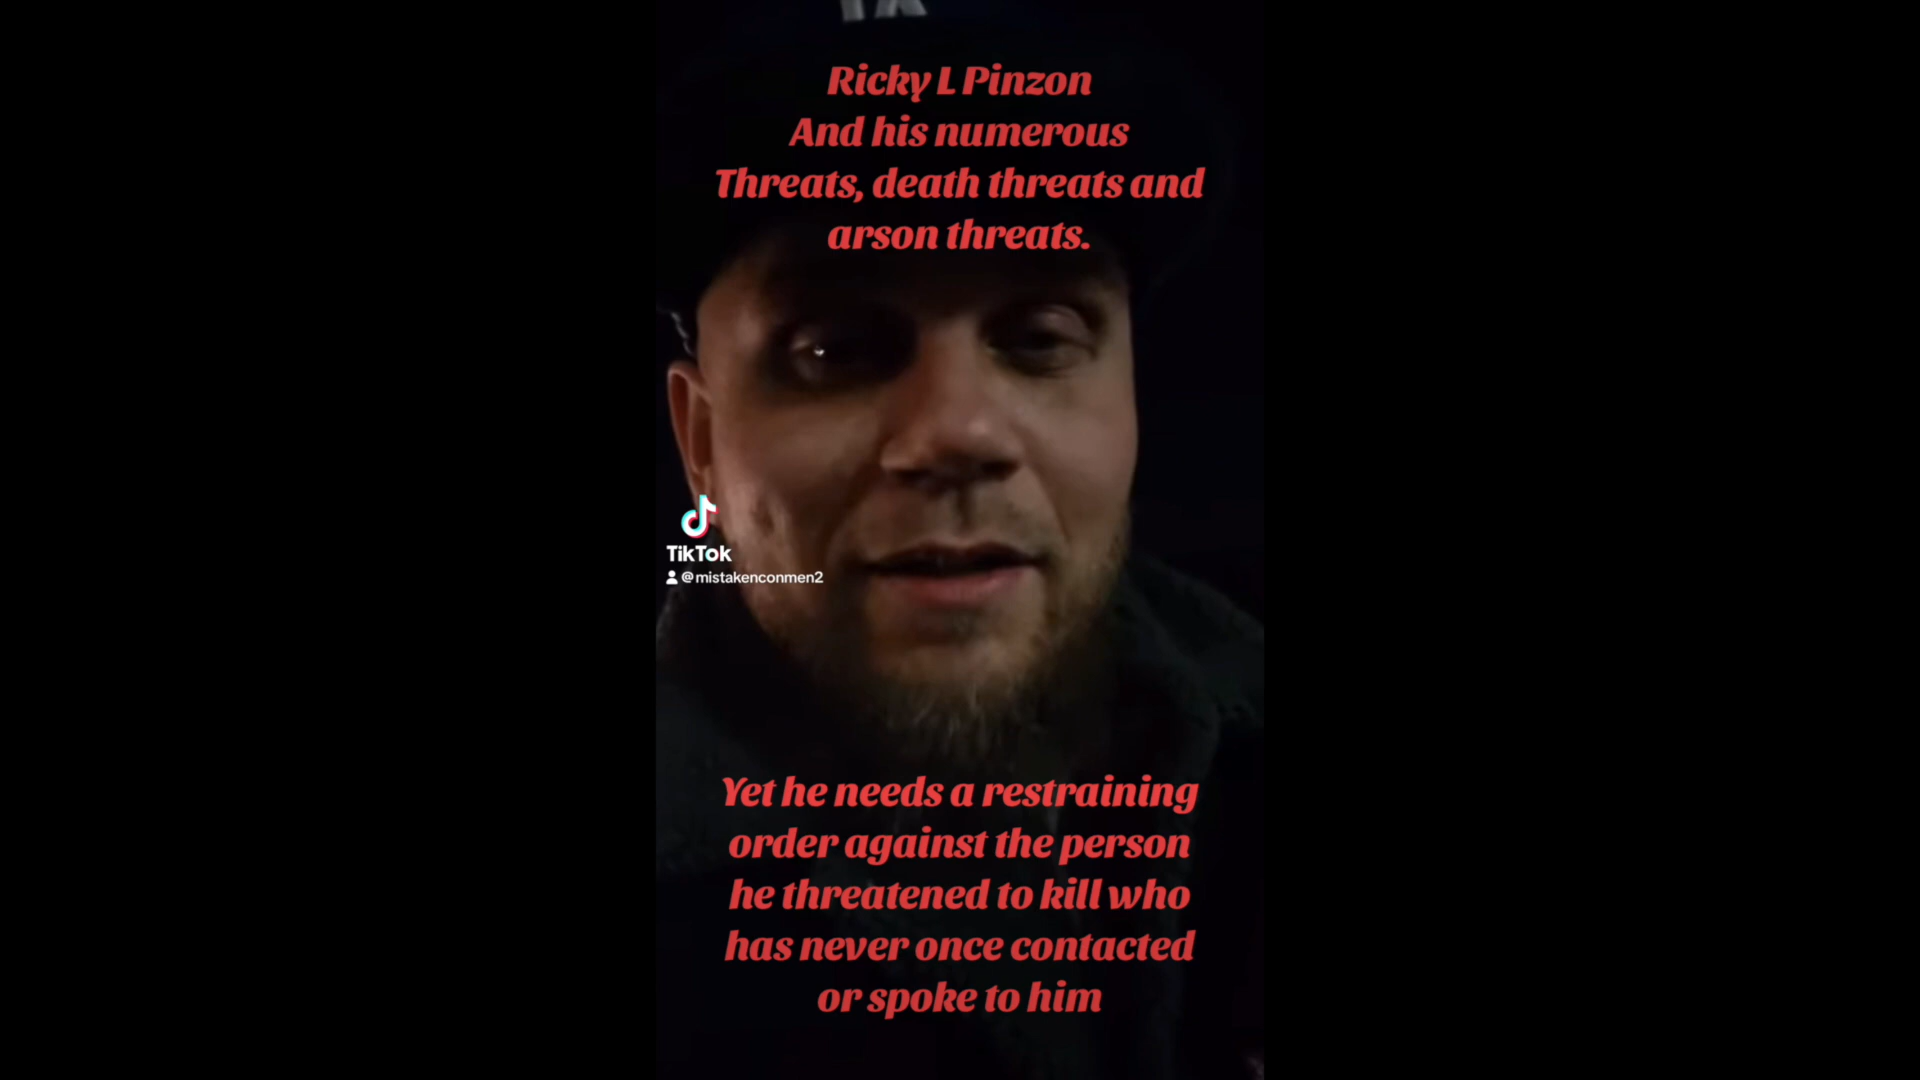 Ricky L Pinzon
And his numerous
Threats, death threats and
arson threats.
TikTok
@mistakenconmen2
Yet he needs a restraining
order against the person
he threatened to kill who
has never once contacted
or spoke to him